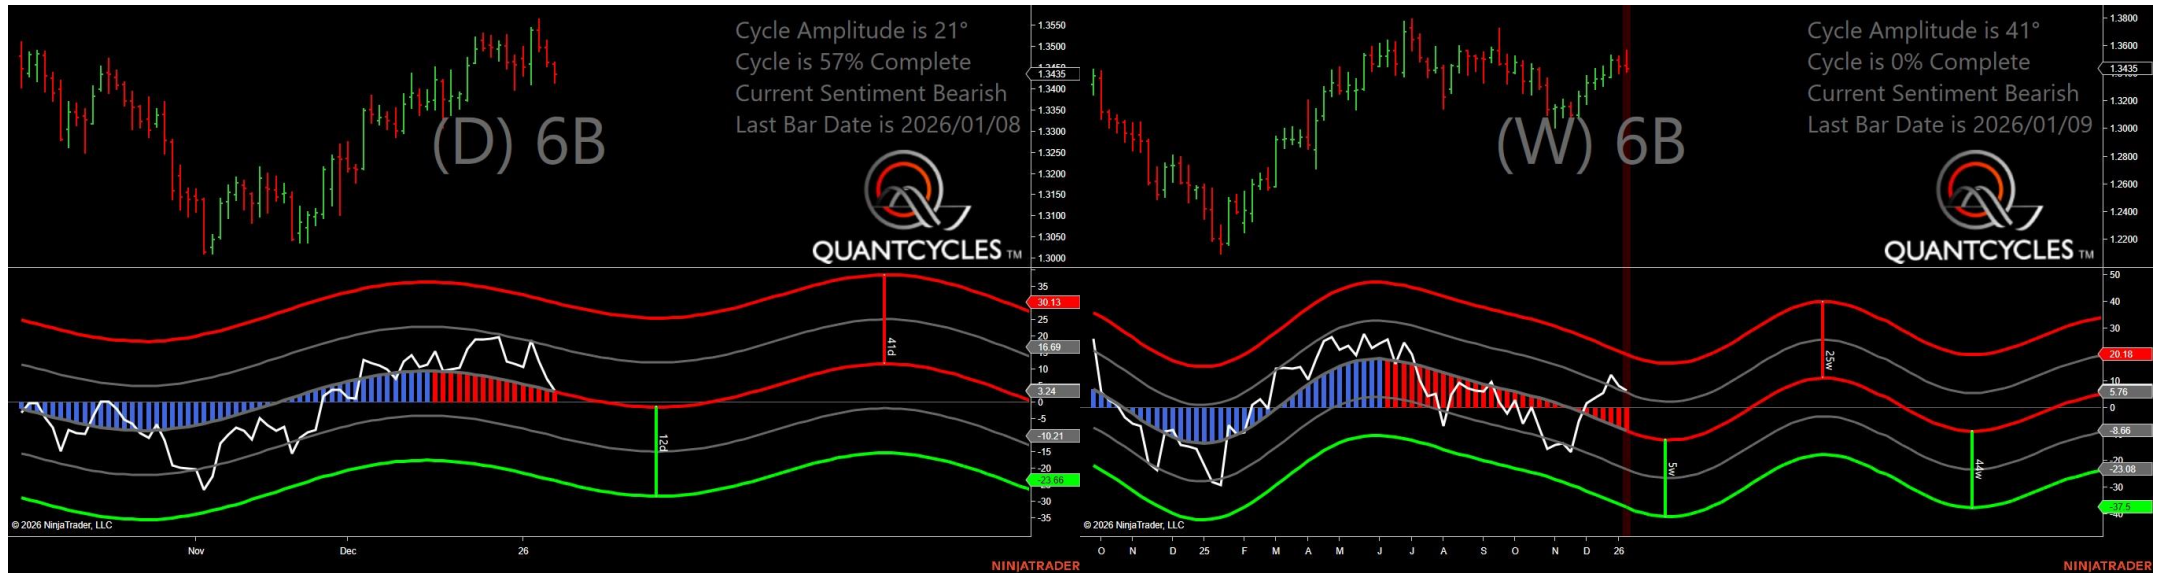 Cycle Amplitude is 21°
Cycle is 57% Complete
Current Sentiment Bearish
Last Bar Date is 2026/01/08
(D) 6B
QUANTCYCLES TM
1.3550
1.3500
1.3435
1.3400
1.3350
1.3300
1.3250
1.3200
1.3150
1.3100
1.3050
1.3000
35
30.13
25
20
16.69
10
5
3.24
0
-5
-10.21
-15
-20
-23.66
-30
-35
41d
12d
© 2026 NinjaTrader, LLC
Nov
Dec
26
NINJATRADER
Cycle Amplitude is 41°
Cycle is 0% Complete
Current Sentiment Bearish
Last Bar Date is 2026/01/09
(W) 6B
QUANTCYCLES TM
1.3800
1.3600
1.3435
1.3200
1.3000
1.2800
1.2600
1.2400
1.2200
50
40
30
20.18
10
5.76
0
-8.66
-20
-23.08
-30
-37.5
-40
25w
5w
44w
© 2026 NinjaTrader, LLC
O N D 25 F M A M J J A S O N D 26
NINJATRADER